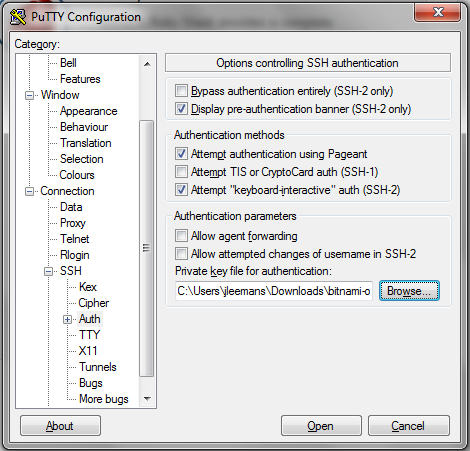 PuTTY Configuration
Category:
Bell
Features
Window
Appearance
Behaviour
Translation
Selection
Colours
Connection
Data
Proxy
Telnet
Rlogin
SSH
Kex
Cipher
Auth
TTY
X11
Tunnels
Bugs
More bugs
Options controlling SSH authentication
Bypass authentication entirely (SSH-2 only)
Display pre-authentication banner (SSH-2 only)
Authentication methods
Attempt authentication using Pageant
Attempt TIS or CryptoCard auth (SSH-1)
Attempt "keyboard-interactive" auth (SSH-2)
Authentication parameters
Allow agent forwarding
Allow attempted changes of username in SSH-2
Private key file for authentication:
C:\Users\jleemans\Downloads\bitnami-o
Browse...
About
Open
Cancel